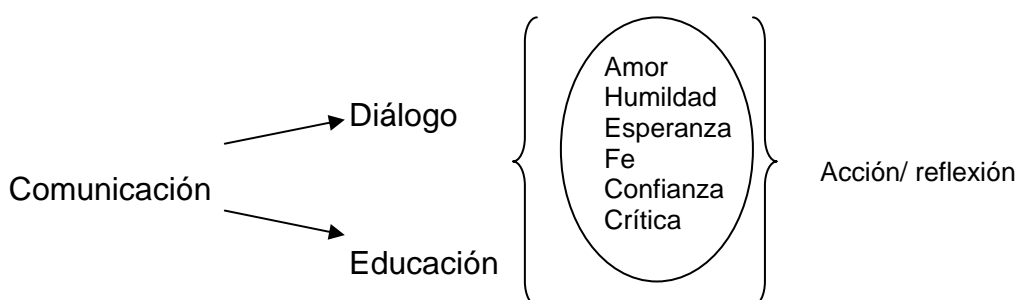 Comunicación
Diálogo
Educación
Amor
Humildad
Esperanza
Fe
Confianza
Crítica
Acción/ reflexión